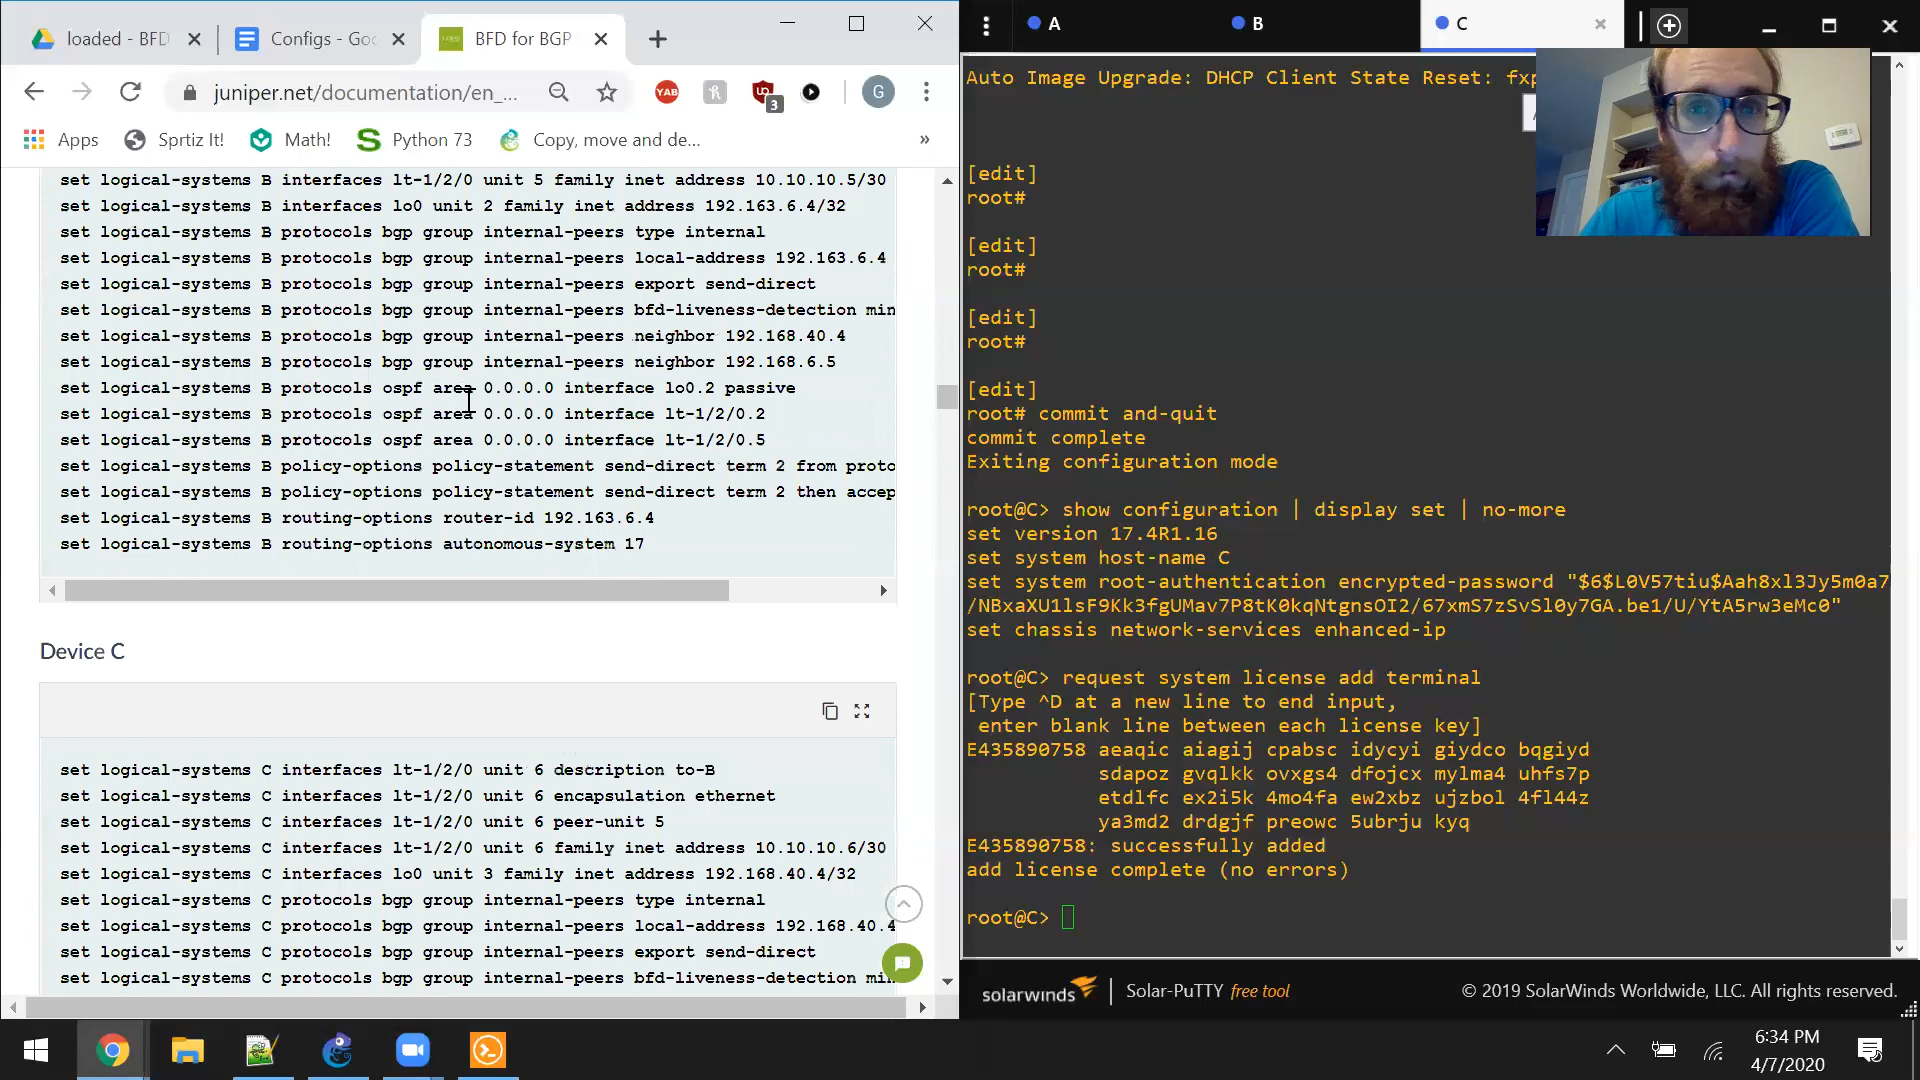 loaded - BFD
Configs - Goo
BFD for BGP
juniper.net/documentation/en_...
YAB
3
G
Apps
Sprtiz It!
Math!
Python 73
Copy, move and de...
»
set logical-systems B interfaces lt-1/2/0 unit 5 family inet address 10.10.10.5/30
set logical-systems B interfaces lo0 unit 2 family inet address 192.163.6.4/32
set logical-systems B protocols bgp group internal-peers type internal
set logical-systems B protocols bgp group internal-peers local-address 192.163.6.4
set logical-systems B protocols bgp group internal-peers export send-direct
set logical-systems B protocols bgp group internal-peers bfd-liveness-detection min
set logical-systems B protocols bgp group internal-peers neighbor 192.168.40.4
set logical-systems B protocols bgp group internal-peers neighbor 192.168.6.5
set logical-systems B protocols ospf area 0.0.0.0 interface lo0.2 passive
set logical-systems B protocols ospf area 0.0.0.0 interface lt-1/2/0.2
set logical-systems B protocols ospf area 0.0.0.0 interface lt-1/2/0.5
set logical-systems B policy-options policy-statement send-direct term 2 from proto
set logical-systems B policy-options policy-statement send-direct term 2 then accep
set logical-systems B routing-options router-id 192.163.6.4
set logical-systems B routing-options autonomous-system 17
Device C
set logical-systems C interfaces lt-1/2/0 unit 6 description to-B
set logical-systems C interfaces lt-1/2/0 unit 6 encapsulation ethernet
set logical-systems C interfaces lt-1/2/0 unit 6 peer-unit 5
set logical-systems C interfaces lt-1/2/0 unit 6 family inet address 10.10.10.6/30
set logical-systems C interfaces lo0 unit 3 family inet address 192.168.40.4/32
set logical-systems C protocols bgp group internal-peers type internal
set logical-systems C protocols bgp group internal-peers local-address 192.168.40.4
set logical-systems C protocols bgp group internal-peers export send-direct
set logical-systems C protocols bgp group internal-peers bfd-liveness-detection min
A
B
C
Auto Image Upgrade: DHCP Client State Reset: fxp
[edit]
root#
[edit]
root#
[edit]
root#
[edit]
root# commit and-quit
commit complete
Exiting configuration mode
root@C> show configuration | display set | no-more
set version 17.4R1.16
set system host-name C
set system root-authentication encrypted-password "$6$L0V57tiu$Aah8xl3Jy5m0a7
/NBxaXU1lsF9Kk3fgUMav7P8tK0kqNtgnsOI2/67xmS7zSvSl0y7GA.be1/U/YtA5rw3eMc0"
set chassis network-services enhanced-ip
root@C> request system license add terminal
[Type ^D at a new line to end input,
enter blank line between each license key]
E435890758 aeaqic aiagij cpabsc idycyi giydco bqgiyd
sdapoz gvqlkk ovxgs4 dfojcx mylma4 uhfs7p
etdlfc ex2i5k 4mo4fa ew2xbz ujzbol 4fl44z
ya3md2 drdgjf preowc 5ubrju kyq
E435890758: successfully added
add license complete (no errors)
root@C>
solarwinds | Solar-PuTTY free tool
© 2019 SolarWinds Worldwide, LLC. All rights reserved.
6:34 PM
4/7/2020